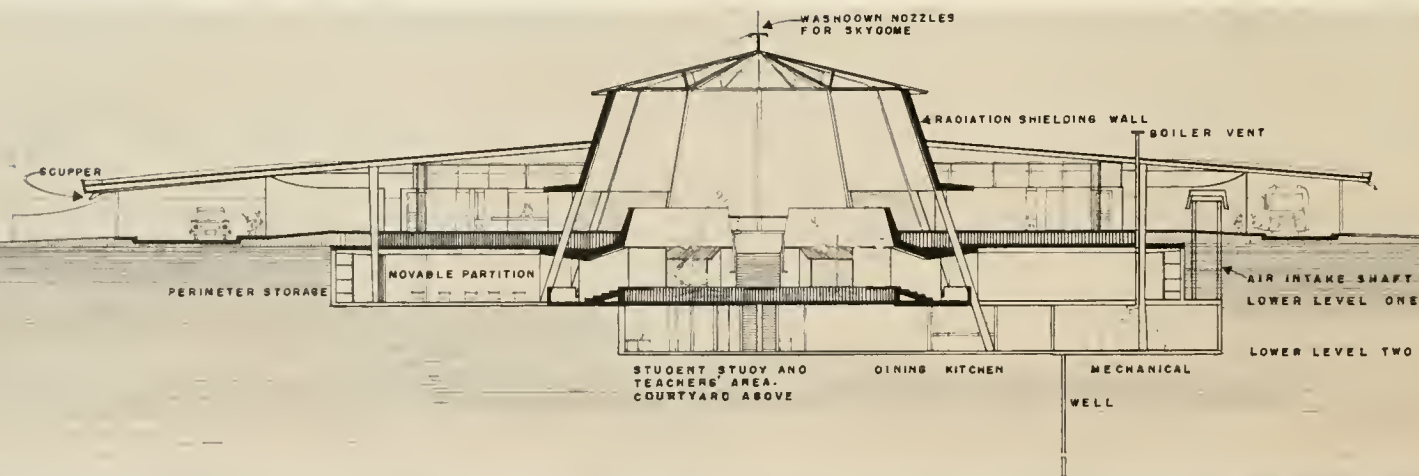 WASHDOWN NOZZLES
FOR SKYDOME
RADIATION SHIELDING WALL
BOILER VENT
SCUPPER
MOVABLE PARTITION
PERIMETER STORAGE
AIR INTAKE SHAFT
LOWER LEVEL ONE
LOWER LEVEL TWO
STUDENT STUDY AND
TEACHERS' AREA.
COURTYARD ABOVE
DINING KITCHEN
MECHANICAL
WELL